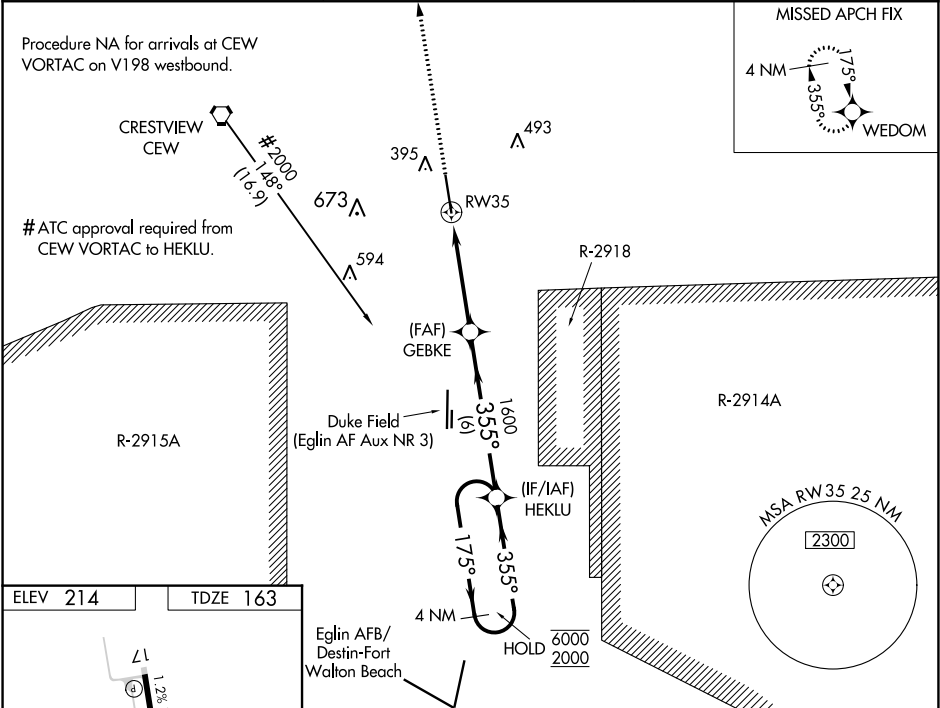 Procedure NA for arrivals at CEW
VORTAC on V198 westbound.
MISSED APCH FIX
4 NM
175°
355°
WEDOM
CRESTVIEW
CEW
#2000
148°
(16.9)
395
493
673
RW35
#ATC approval required from
CEW VORTAC to HEKLU.
594
R-2918
(FAF)
GEBKE
1600
355°
(6)
Duke Field
(Eglin AF Aux NR 3)
R-2915A
R-2914A
(IF/IAF)
HEKLU
175°
355°
MSA RW35 25 NM
2300
4 NM
HOLD
6000
2000
Eglin AFB/
Destin-Fort
Walton Beach
ELEV 214
TDZE 163
17
1.2%
P